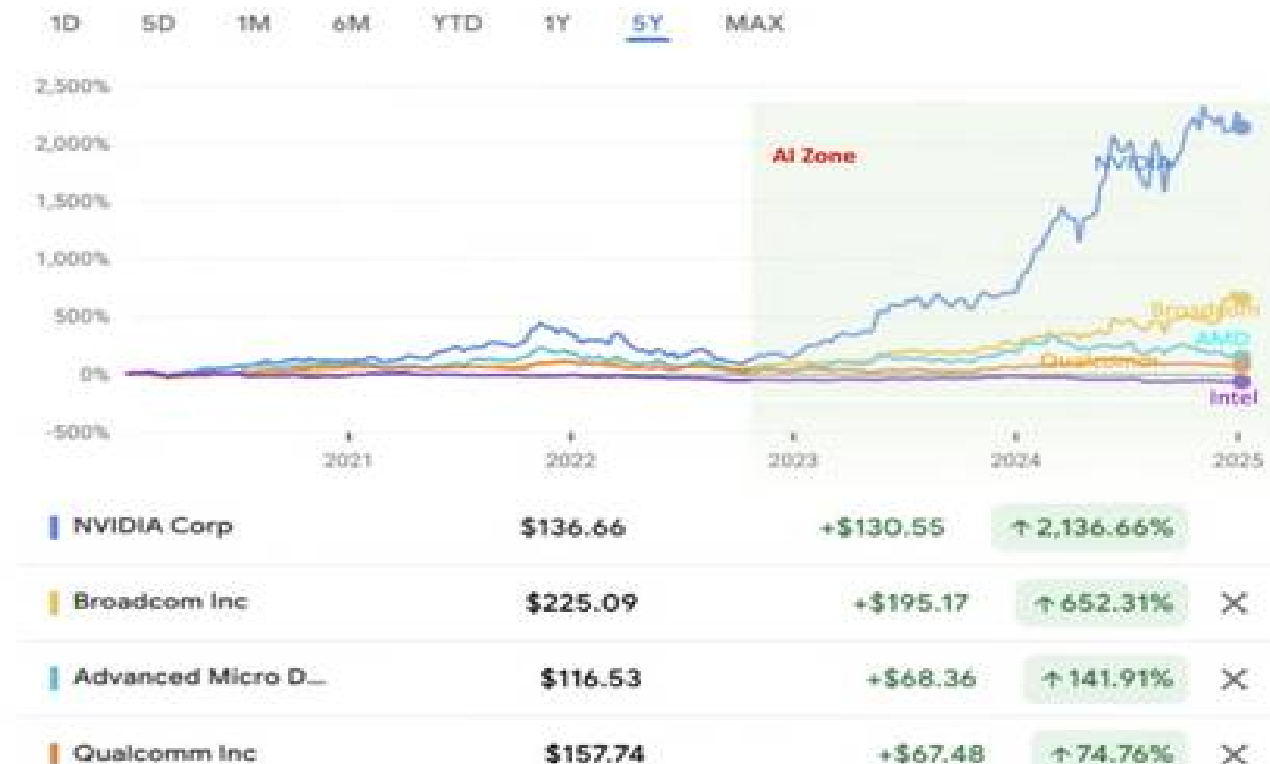 1D 5D 1M 6M YTD 1Y 5Y MAX
2,500%
2,000%
AI Zone
NVIDIA
1,500%
1,000%
500%
Broadcom
AMD
Qualcomm
0%
Intel
-500%
2021 2022 2023 2024 2025
NVIDIA Corp $136.66 +$130.55 ↑ 2,136.66%
Broadcom Inc $225.09 +$195.17 ↑ 652.31% ×
Advanced Micro D... $116.53 +$68.36 ↑ 141.91% ×
Qualcomm Inc $157.74 +$67.48 ↑ 74.76% ×